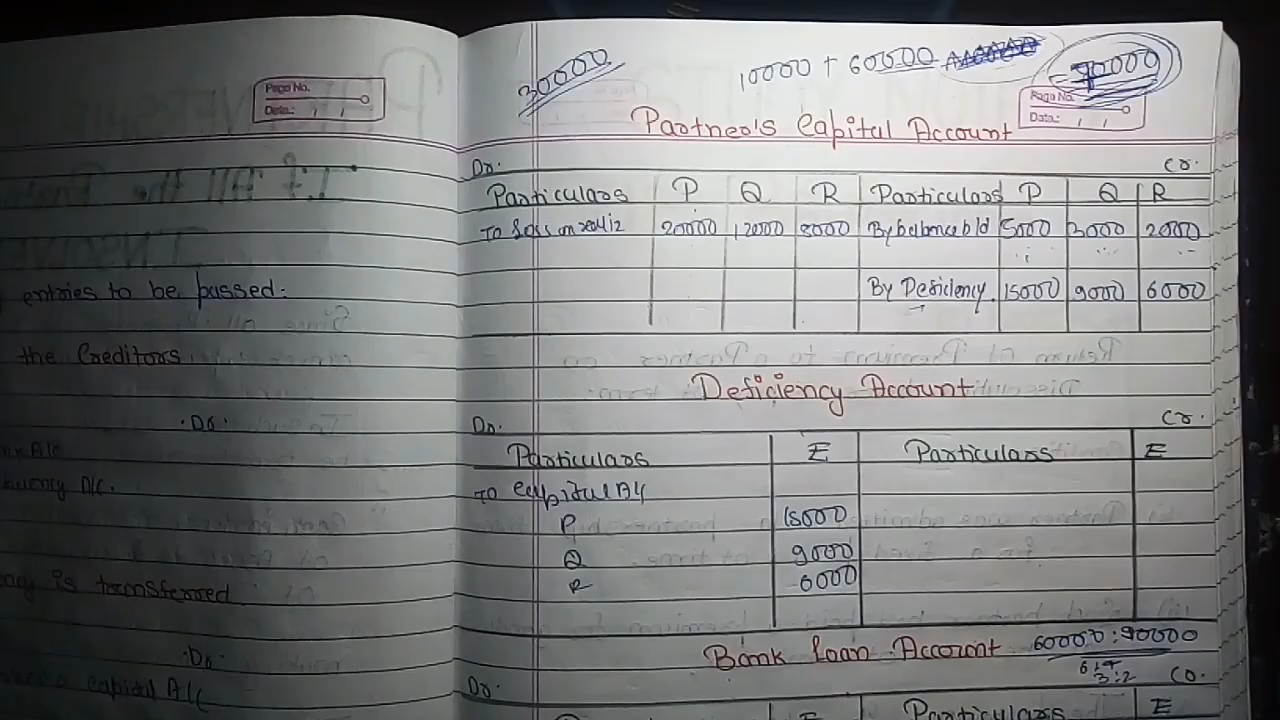 30000
10000 + 60000 = 90000
Page No.
Date: / /
Page No.
Date: / /
Partner's Capital Account
Dr. Cr.
Particulars P Q R Particulars P Q R
To Loss on realiz 20000 12000 8000 By balance b/d 5000 3000 2000
By Deficiency. 15000 9000 6000
entries to be passed:-
the Creditors
Deficiency Account
.Dr.
Dr. Cr.
Particulars £ Particulars £
To Capital A/c
P 15000
Q 9000
R 6000
is transferred
Bank Loan Account 60000 : 90000
3:2
.Dr
Dr. Cr.
capital A/c
Particulars £